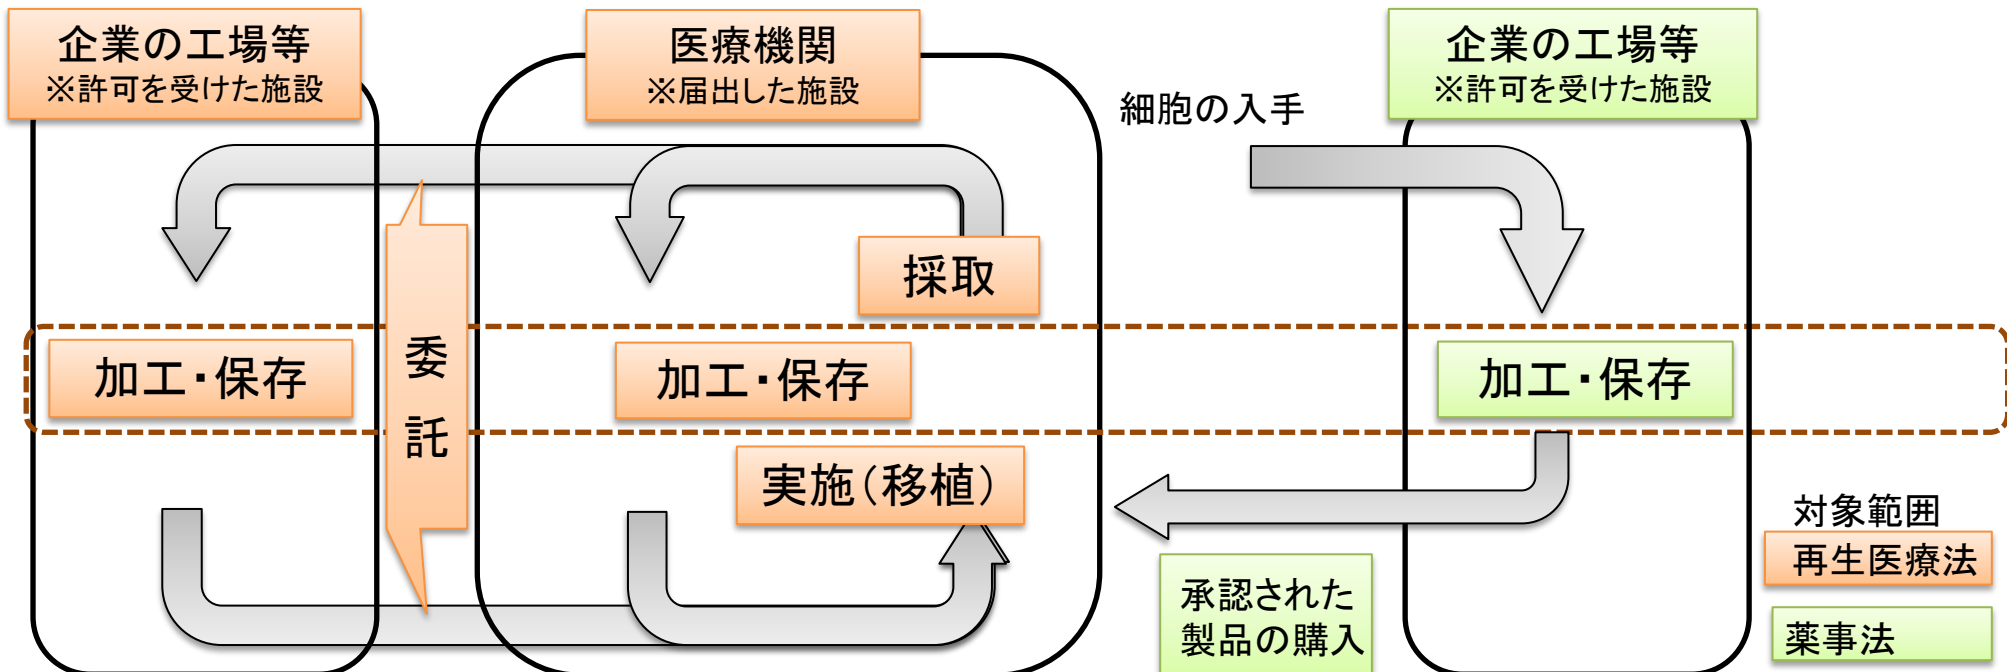 企業の工場等
※許可を受けた施設
医療機関
※届出した施設
細胞の入手
企業の工場等
※許可を受けた施設
採取
委
託
加工・保存
加工・保存
加工・保存
実施（移植）
承認された
製品の購入
対象範囲
再生医療法
薬事法